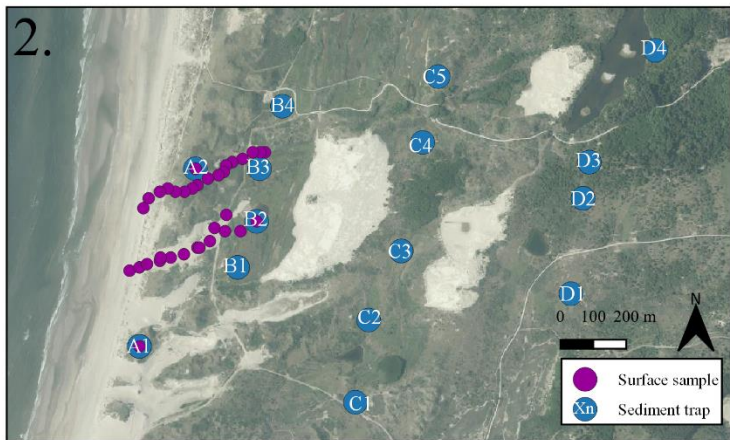 2.
D4
C5
B4
C4
A2
B3
D3
D2
B2
C3
B1
D1
N
0 100 200 m
C2
A1
Surface sample
Xn Sediment trap
C1